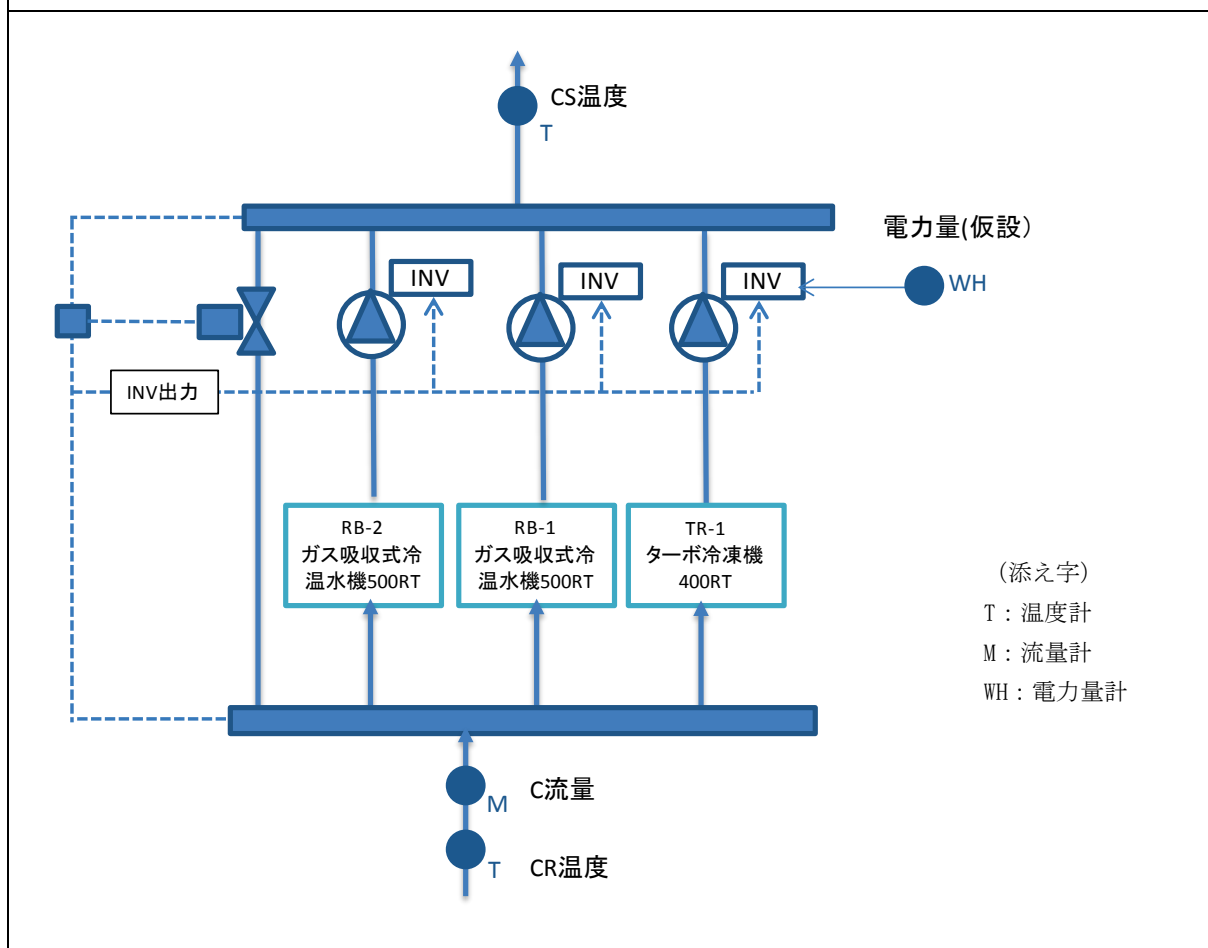 CS温度
T
電力量(仮設)
INV
INV
INV
WH
INV出力
RB-2
ガス吸収式冷
温水機500RT
RB-1
ガス吸収式冷
温水機500RT
TR-1
ターボ冷凍機
400RT
(添え字)
T:温度計
M:流量計
WH:電力量計
C流量
M
CR温度
T